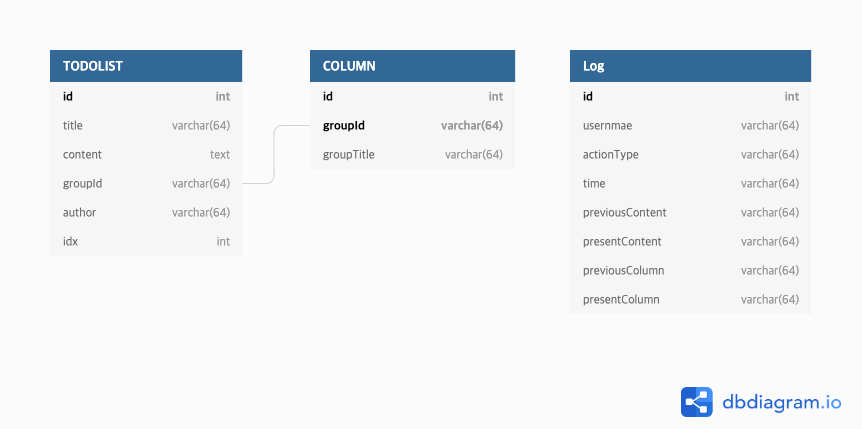 TODOLIST
id int
title varchar(64)
content text
groupId varchar(64)
author varchar(64)
idx int
COLUMN
id int
groupId varchar(64)
groupTitle varchar(64)
Log
id int
usernmae varchar(64)
actionType varchar(64)
time varchar(64)
previousContent varchar(64)
presentContent varchar(64)
previousColumn varchar(64)
presentColumn varchar(64)
dbdiagram.io